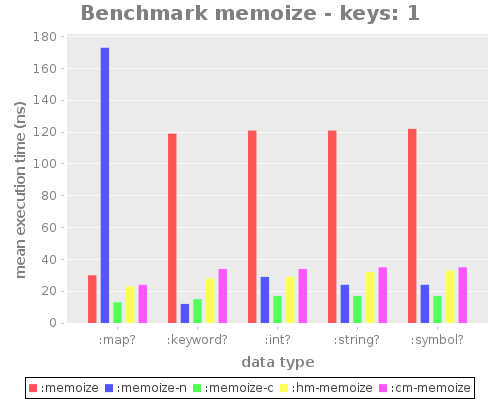 Benchmark memoize - keys: 1
mean execution time (ns)
180
160
140
120
100
80
60
40
20
0
:map? :keyword? :int? :string? :symbol?
data type
:memoize :memoize-n :memoize-c :hm-memoize :cm-memoize